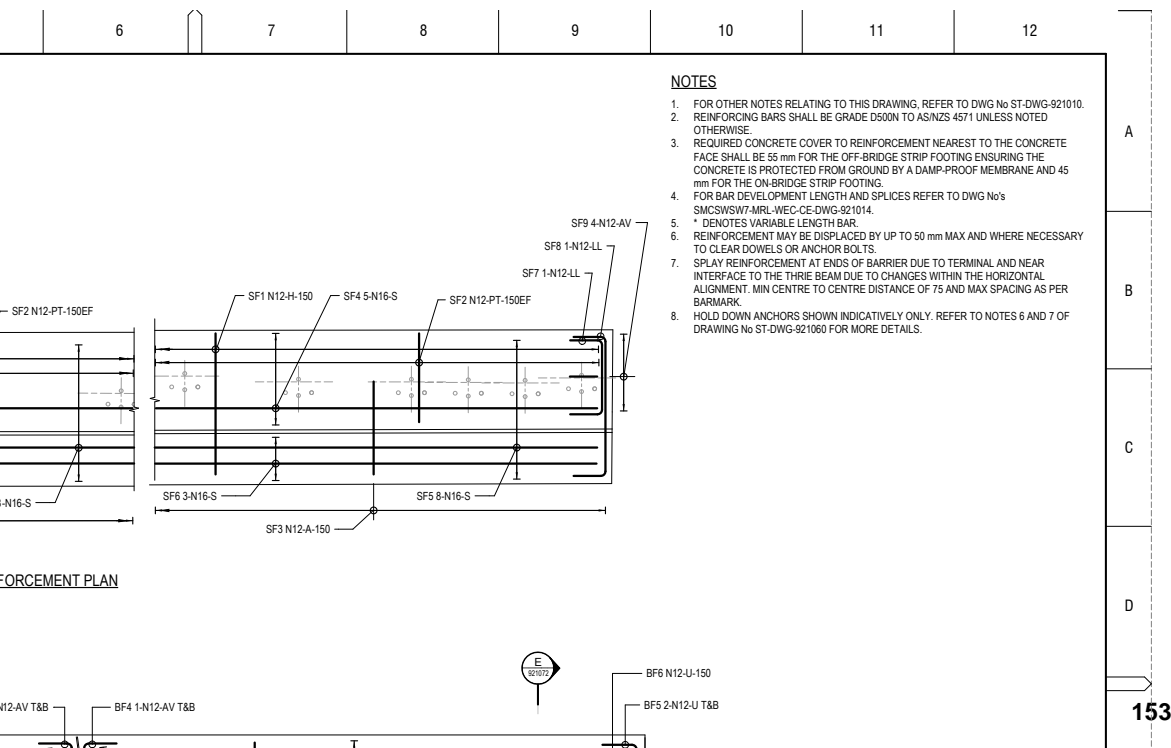 6
7
8
9
10
11
12
NOTES
1. FOR OTHER NOTES RELATING TO THIS DRAWING, REFER TO DWG No ST-DWG-921010.
2. REINFORCING BARS SHALL BE GRADE D500N TO AS/NZS 4571 UNLESS NOTED
OTHERWISE.
3. REQUIRED CONCRETE COVER TO REINFORCEMENT NEAREST TO THE CONCRETE
FACE SHALL BE 55 mm FOR THE OFF-BRIDGE STRIP FOOTING ENSURING THE
CONCRETE IS PROTECTED FROM GROUND BY A DAMP-PROOF MEMBRANE AND 45
mm FOR THE ON-BRIDGE STRIP FOOTING.
4. FOR BAR DEVELOPMENT LENGTH AND SPLICES REFER TO DWG No's
SMCSWSW7-MRL-WEC-CE-DWG-921014.
5. * DENOTES VARIABLE LENGTH BAR.
6. REINFORCEMENT MAY BE DISPLACED BY UP TO 50 mm MAX AND WHERE NECESSARY
TO CLEAR DOWELS OR ANCHOR BOLTS.
7. SPLAY REINFORCEMENT AT ENDS OF BARRIER DUE TO TERMINAL AND NEAR
INTERFACE TO THE THRIE BEAM DUE TO CHANGES WITHIN THE HORIZONTAL
ALIGNMENT. MIN CENTRE TO CENTRE DISTANCE OF 75 AND MAX SPACING AS PER
BARMARK.
8. HOLD DOWN ANCHORS SHOWN INDICATIVELY ONLY. REFER TO NOTES 6 AND 7 OF
DRAWING No ST-DWG-921060 FOR MORE DETAILS.
A
B
C
D
SF9 4-N12-AV
SF8 1-N12-LL
SF7 1-N12-LL
SF2 N12-PT-150EF
SF1 N12-H-150
SF4 5-N16-S
SF2 N12-PT-150EF
-N16-S
SF6 3-N16-S
SF5 8-N16-S
SF3 N12-A-150
FORCEMENT PLAN
E
921072
BF6 N12-U-150
N12-AV T&B
BF4 1-N12-AV T&B
BF5 2-N12-U T&B
153